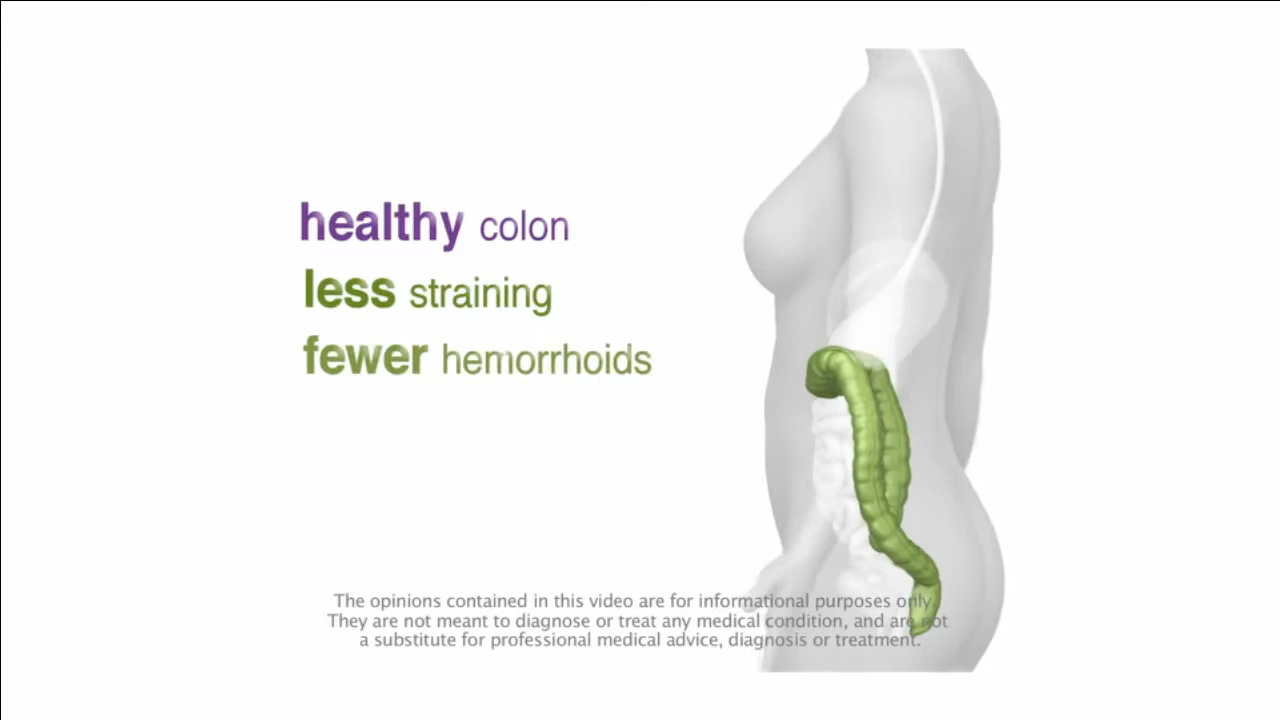 healthy colon
less straining
fewer hemorrhoids
The opinions contained in this video are for informational purposes only.
They are not meant to diagnose or treat any medical condition, and are not
a substitute for professional medical advice, diagnosis or treatment.